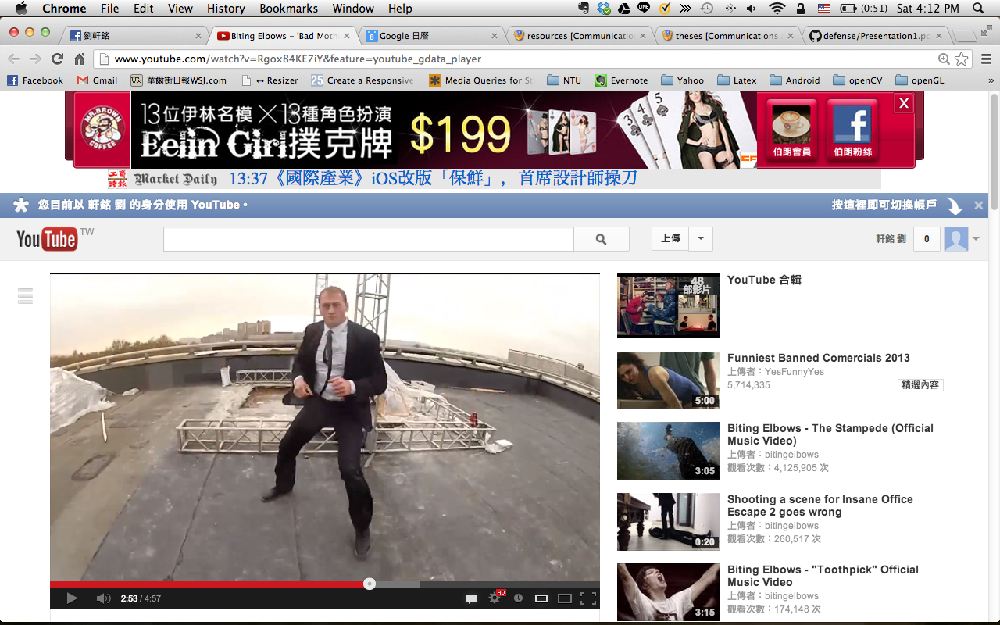 Chrome File Edit View History Bookmarks Window Help (0:51) Sat 4:12 PM
劉軒銘 Biting Elbows - 'Bad Moth Google 日曆 resources [Communicatio theses [Communications defense/Presentation1.pp
www.youtube.com/watch?v=Rgox84KE7iY&feature=youtube_gdata_player
Facebook Gmail WSJ 華爾街日報WSJ.com ↔ Resizer 25 Create a Responsive Media Queries for St NTU Evernote Yahoo Latex Android openCV openGL »
MR.BROWN COFFEE
13位伊林名模×13種角色扮演
Eelin Girl撲克牌
$199
3 4 5
伯朗會員 伯朗粉絲
X
工商時報 Market Daily 13:37《國際產業》iOS改版「保鮮」，首席設計師操刀
您目前以 軒銘 劉 的身分使用 YouTube。 按這裡即可切換帳戶
YouTube TW 上傳 軒銘 劉 0
48
部影片
YouTube 合輯
Funniest Banned Comercials 2013
上傳者：YesFunnyYes
5,714,335 精選內容
5:00
Biting Elbows - The Stampede (Official
Music Video)
上傳者：bitingelbows
觀看次數：4,125,905 次
3:05
Shooting a scene for Insane Office
Escape 2 goes wrong
上傳者：bitingelbows
觀看次數：260,517 次
0:20
Biting Elbows - "Toothpick" Official
Music Video
上傳者：bitingelbows
觀看次數：174,148 次
3:15
2:53 / 4:57 HD